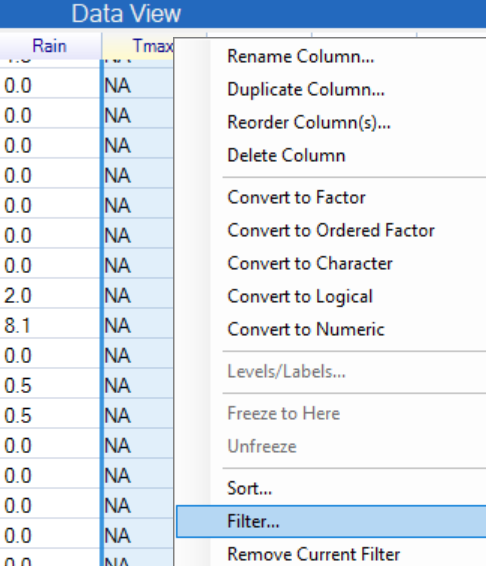 Data View
Rain Tmax
NA
0.0 NA
0.0 NA
0.0 NA
0.0 NA
0.0 NA
0.0 NA
0.0 NA
2.0 NA
8.1 NA
0.0 NA
0.5 NA
0.5 NA
0.0 NA
0.0 NA
0.0 NA
0.0 NA
0.0 NA
Rename Column...
Duplicate Column...
Reorder Column(s)...
Delete Column
Convert to Factor
Convert to Ordered Factor
Convert to Character
Convert to Logical
Convert to Numeric
Levels/Labels...
Freeze to Here
Unfreeze
Sort...
Filter...
Remove Current Filter